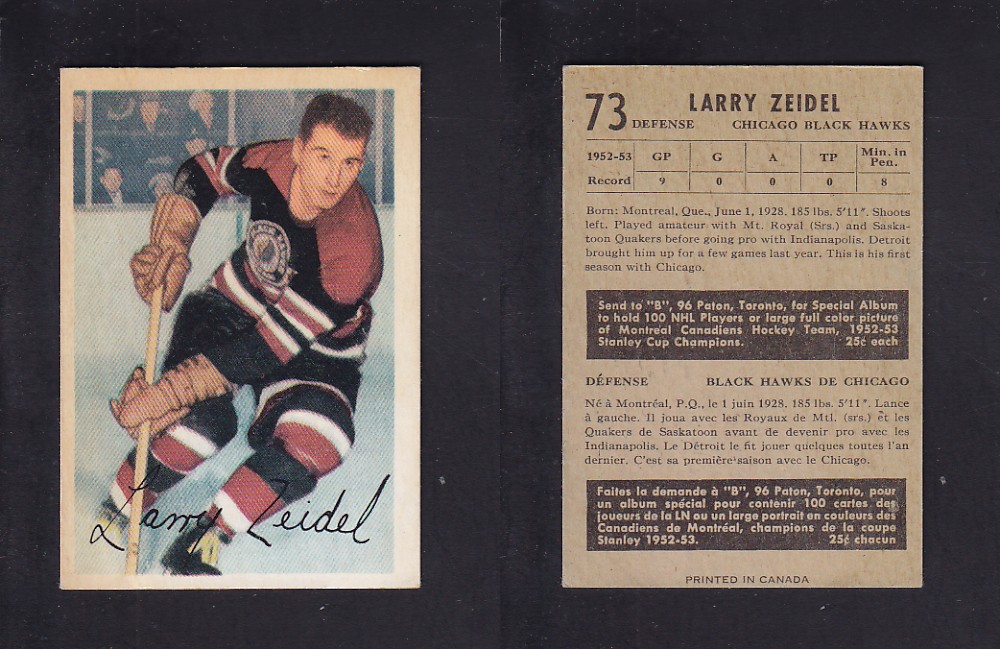 Larry Zeidel
73 LARRY ZEIDEL
DEFENSE CHICAGO BLACK HAWKS
1952-53 GP G A TP Min. in Pen.
Record 9 0 0 0 8
Born: Montreal, Que., June 1, 1928. 185 lbs. 5'11". Shoots
left. Played amateur with Mt. Royal (Srs.) and Saska-
toon Quakers before going pro with Indianapolis. Detroit
brought him up for a few games last year. This is his first
season with Chicago.
Send to "B", 96 Paton, Toronto, for Special Album
to hold 100 NHL Players or large full color picture
of Montreal Canadiens Hockey Team, 1952-53
Stanley Cup Champions. 25¢ each
DÉFENSE BLACK HAWKS DE CHICAGO
Né à Montréal, P.Q., le 1 juin 1928. 185 lbs. 5'11". Lance
à gauche. Il joua avec les Royaux de Mtl. (srs.) et les
Quakers de Saskatoon avant de devenir pro avec les
Indianapolis. Le Détroit le fit jouer quelques toutes l'an
dernier. C'est sa première saison avec le Chicago.
Faites la demande à "B", 96 Paton, Toronto, pour
un album spécial pour contenir 100 cartes des
joueurs de la LN ou un large portrait en couleurs des
Canadiens de Montréal, champions de la coupe
Stanley 1952-53. 25¢ chacun
PRINTED IN CANADA